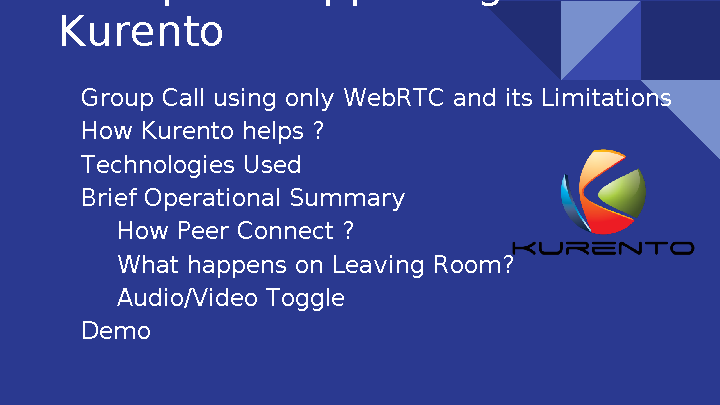 Kurento
Group Call using only WebRTC and its Limitations
How Kurento helps ?
Technologies Used
Brief Operational Summary
How Peer Connect ?
KURENTO
What happens on Leaving Room?
Audio/Video Toggle
Demo